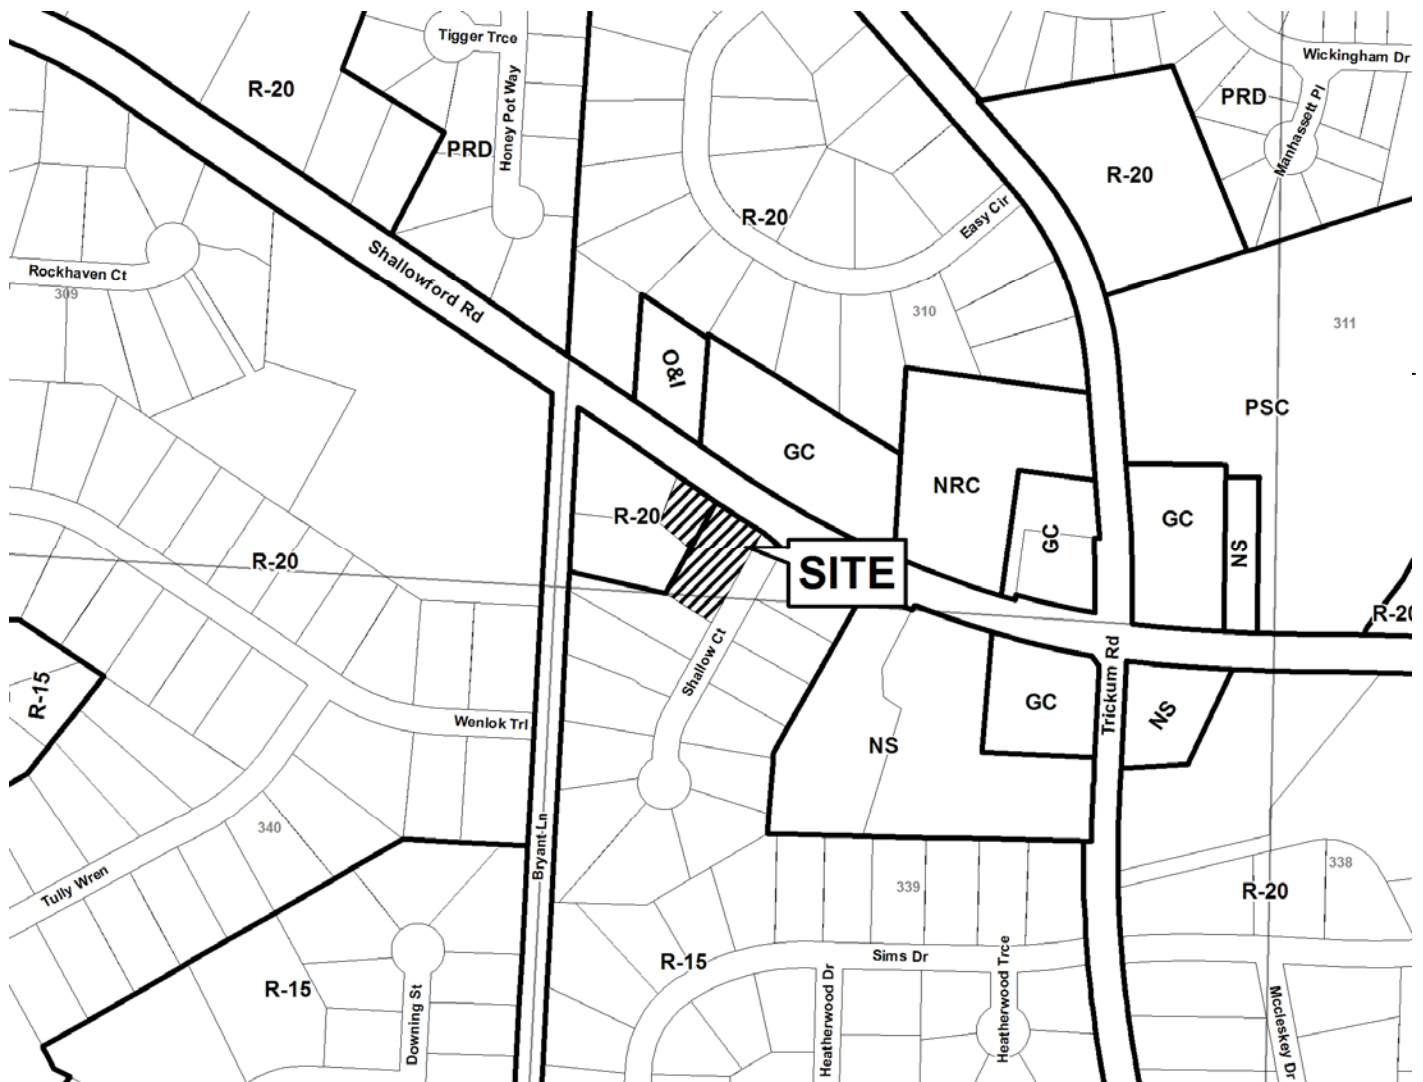 Tigger Trce
Wickingham Dr
R-20
PRD
Honey Pot Way
PRD
Manhassett Pl
R-20
R-20
Easy Cir
Shallowford Rd
Rockhaven Ct
309
310
311
O&I
PSC
GC
NRC
R-20
GC
GC
NS
R-20
SITE
R-20
R-15
Shallow Ct
Trickum Rd
GC
NS
Wenlok Trl
NS
340
Bryant Ln
338
Tully Wren
339
R-20
R-15
Sims Dr
R-15
Downing St
Heatherwood Dr
Heatherwood Trce
Mccleskey Dr